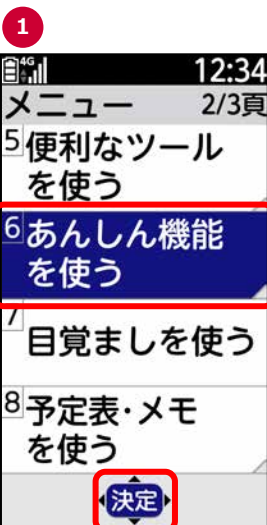 1
4G 12:34
メニュー 2/3頁
5 便利なツール
を使う
6 あんしん機能
を使う
7
目覚ましを使う
8 予定表･メモ
を使う
決定